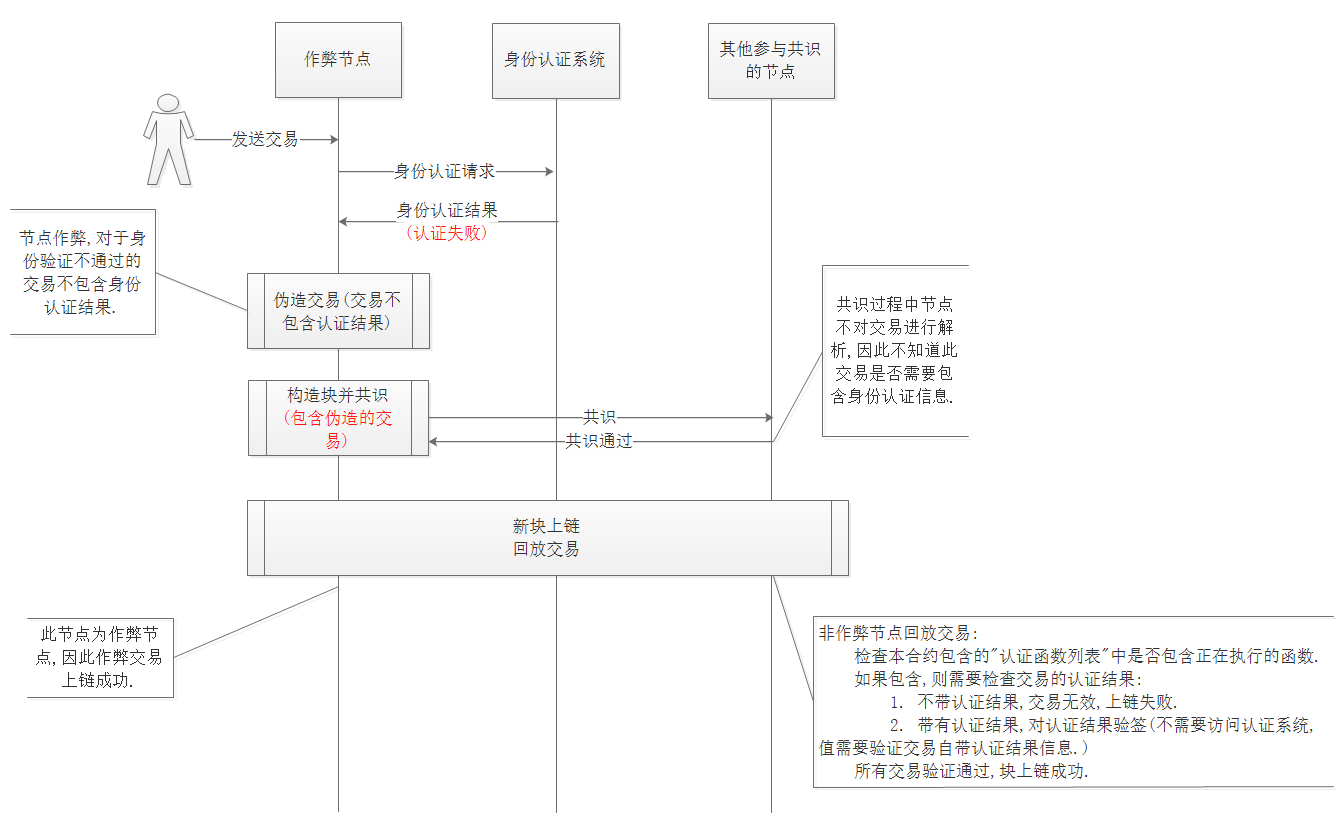 作弊节点
身份认证系统
其他参与共识
的节点
发送交易
身份认证请求
身份认证结果
(认证失败)
节点作弊,对于身
份验证不通过的
交易不包含身份
认证结果.
伪造交易(交易不
包含认证结果)
共识过程中节点
不对交易进行解
析,因此不知道此
交易是否需要包
含身份认证信息.
构造块并共识
(包含伪造的交
易)
共识
共识通过
新块上链
回放交易
此节点为作弊节
点,因此作弊交易
上链成功.
非作弊节点回放交易:
检查本合约包含的"认证函数列表"中是否包含正在执行的函数.
如果包含,则需要检查交易的认证结果:
1. 不带认证结果,交易无效,上链失败.
2. 带有认证结果,对认证结果验签(不需要访问认证系统,
值需要验证交易自带认证结果信息.)
所有交易验证通过,块上链成功.